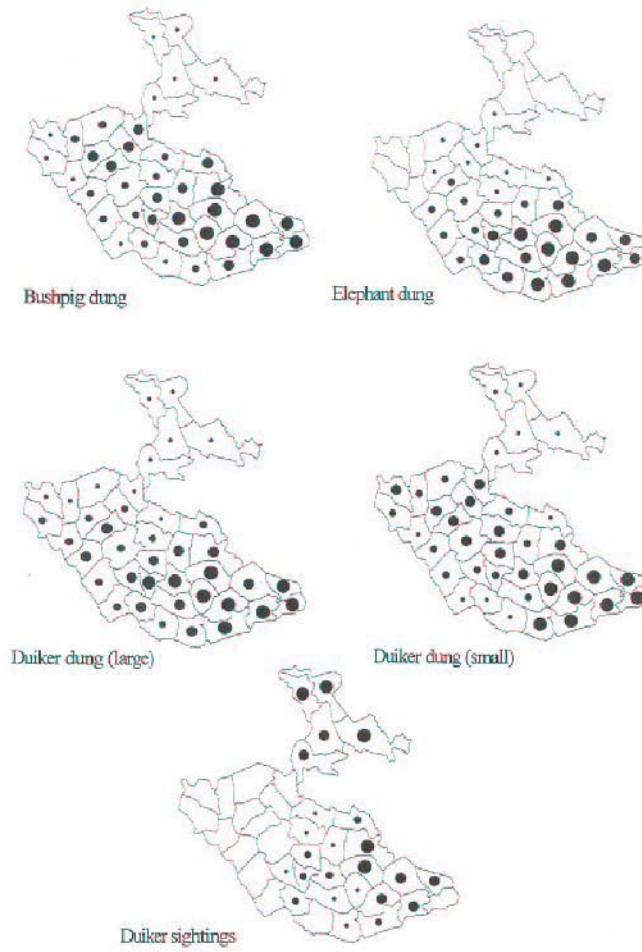 Bushpig dung
Elephant dung
Duiker dung (large)
Duiker dung (small)
Duiker sightings